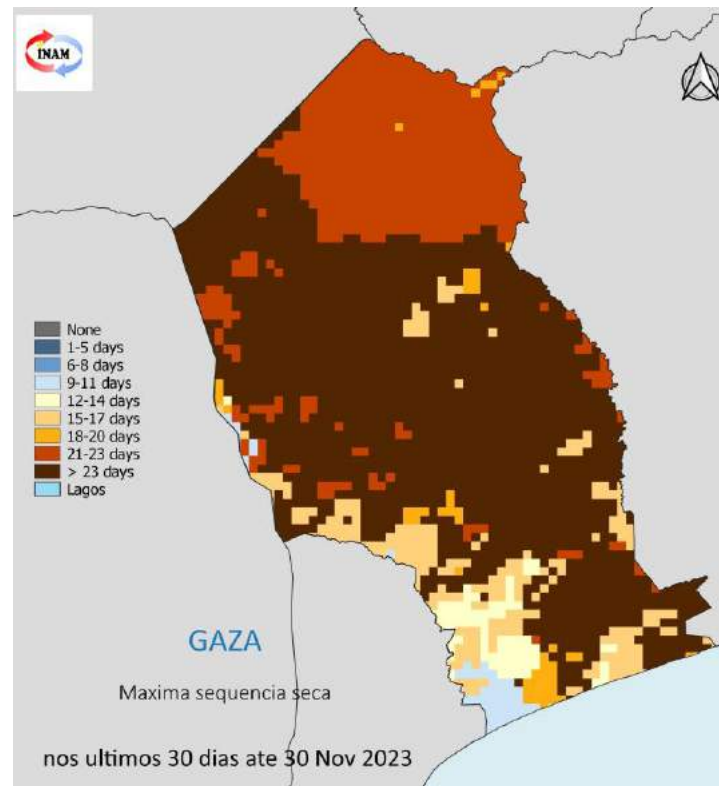 INAM
None
1-5 days
6-8 days
9-11 days
12-14 days
15-17 days
18-20 days
21-23 days
> 23 days
Lagos
GAZA
Maxima sequencia seca
nos ultimos 30 dias ate 30 Nov 2023